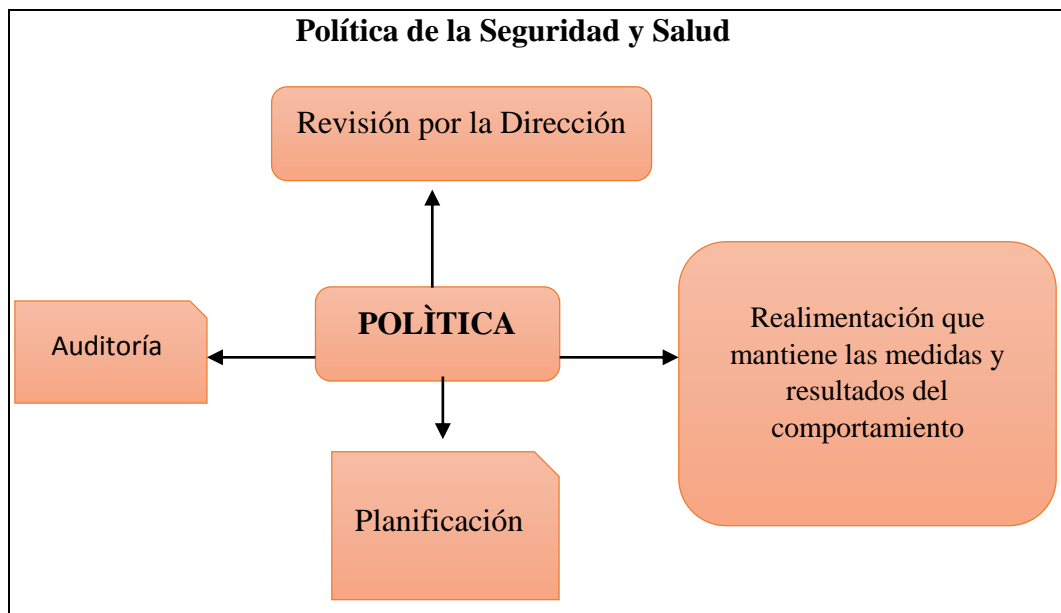 Política de la Seguridad y Salud
Revisión por la Dirección
Auditoría
POLÌTICA
Realimentación que
mantiene las medidas y
resultados del
comportamiento
Planificación